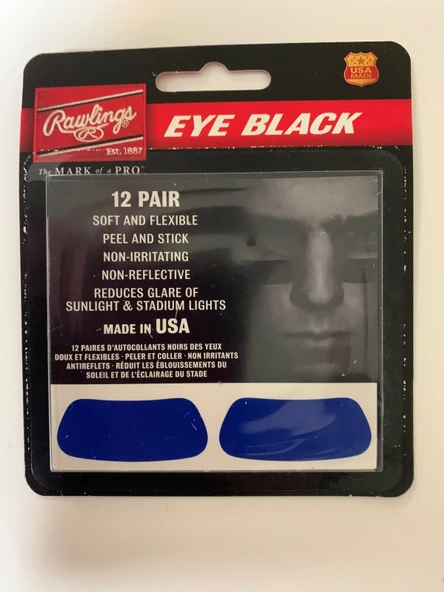 USA
MADE
Rawlings
Est. 1887
EYE BLACK
The MARK of a PRO™
12 PAIR
SOFT AND FLEXIBLE
PEEL AND STICK
NON-IRRITATING
NON-REFLECTIVE
REDUCES GLARE OF
SUNLIGHT & STADIUM LIGHTS
MADE IN USA
12 PAIRES D'AUTOCOLLANTS NOIRS DES YEUX
DOUX ET FLEXIBLES · PELER ET COLLER · NON IRRITANTS
ANTIREFLETS · RÉDUIT LES ÉBLOUISSEMENTS DU
SOLEIL ET DE L'ÉCLAIRAGE DU STADE